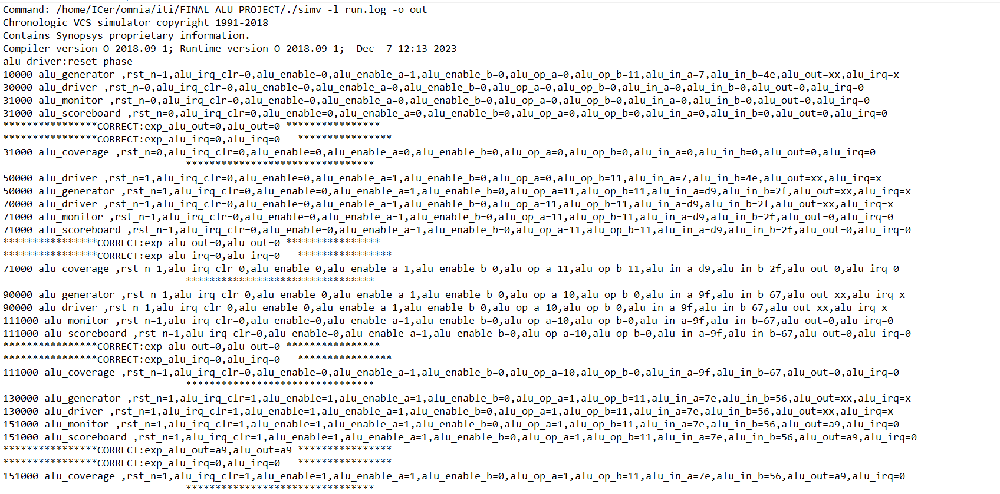 Command: /home/ICer/omnia/iti/FINAL_ALU_PROJECT/./simv -l run.log -o out
Chronologic VCS simulator copyright 1991-2018
Contains Synopsys proprietary information.
Compiler version O-2018.09-1; Runtime version O-2018.09-1;  Dec  7 12:13 2023
alu_driver:reset phase
10000 alu_generator ,rst_n=1,alu_irq_clr=0,alu_enable=0,alu_enable_a=1,alu_enable_b=0,alu_op_a=0,alu_op_b=11,alu_in_a=7,alu_in_b=4e,alu_out=xx,alu_irq=x
30000 alu_driver ,rst_n=0,alu_irq_clr=0,alu_enable=0,alu_enable_a=0,alu_enable_b=0,alu_op_a=0,alu_op_b=0,alu_in_a=0,alu_in_b=0,alu_out=0,alu_irq=0
31000 alu_monitor ,rst_n=0,alu_irq_clr=0,alu_enable=0,alu_enable_a=0,alu_enable_b=0,alu_op_a=0,alu_op_b=0,alu_in_a=0,alu_in_b=0,alu_out=0,alu_irq=0
31000 alu_scoreboard ,rst_n=0,alu_irq_clr=0,alu_enable=0,alu_enable_a=0,alu_enable_b=0,alu_op_a=0,alu_op_b=0,alu_in_a=0,alu_in_b=0,alu_out=0,alu_irq=0
****************CORRECT:exp_alu_out=0,alu_out=0 ****************
****************CORRECT:exp_alu_irq=0,alu_irq=0   ****************
31000 alu_coverage ,rst_n=0,alu_irq_clr=0,alu_enable=0,alu_enable_a=0,alu_enable_b=0,alu_op_a=0,alu_op_b=0,alu_in_a=0,alu_in_b=0,alu_out=0,alu_irq=0
********************************
50000 alu_driver ,rst_n=1,alu_irq_clr=0,alu_enable=0,alu_enable_a=1,alu_enable_b=0,alu_op_a=0,alu_op_b=11,alu_in_a=7,alu_in_b=4e,alu_out=xx,alu_irq=x
50000 alu_generator ,rst_n=1,alu_irq_clr=0,alu_enable=0,alu_enable_a=1,alu_enable_b=0,alu_op_a=11,alu_op_b=11,alu_in_a=d9,alu_in_b=2f,alu_out=xx,alu_irq=x
70000 alu_driver ,rst_n=1,alu_irq_clr=0,alu_enable=0,alu_enable_a=1,alu_enable_b=0,alu_op_a=11,alu_op_b=11,alu_in_a=d9,alu_in_b=2f,alu_out=xx,alu_irq=x
71000 alu_monitor ,rst_n=1,alu_irq_clr=0,alu_enable=0,alu_enable_a=1,alu_enable_b=0,alu_op_a=11,alu_op_b=11,alu_in_a=d9,alu_in_b=2f,alu_out=0,alu_irq=0
71000 alu_scoreboard ,rst_n=1,alu_irq_clr=0,alu_enable=0,alu_enable_a=1,alu_enable_b=0,alu_op_a=11,alu_op_b=11,alu_in_a=d9,alu_in_b=2f,alu_out=0,alu_irq=0
****************CORRECT:exp_alu_out=0,alu_out=0 ****************
****************CORRECT:exp_alu_irq=0,alu_irq=0   ****************
71000 alu_coverage ,rst_n=1,alu_irq_clr=0,alu_enable=0,alu_enable_a=1,alu_enable_b=0,alu_op_a=11,alu_op_b=11,alu_in_a=d9,alu_in_b=2f,alu_out=0,alu_irq=0
********************************
90000 alu_generator ,rst_n=1,alu_irq_clr=0,alu_enable=0,alu_enable_a=1,alu_enable_b=0,alu_op_a=10,alu_op_b=0,alu_in_a=9f,alu_in_b=67,alu_out=xx,alu_irq=x
90000 alu_driver ,rst_n=1,alu_irq_clr=0,alu_enable=0,alu_enable_a=1,alu_enable_b=0,alu_op_a=10,alu_op_b=0,alu_in_a=9f,alu_in_b=67,alu_out=xx,alu_irq=x
111000 alu_monitor ,rst_n=1,alu_irq_clr=0,alu_enable=0,alu_enable_a=1,alu_enable_b=0,alu_op_a=10,alu_op_b=0,alu_in_a=9f,alu_in_b=67,alu_out=0,alu_irq=0
111000 alu_scoreboard ,rst_n=1,alu_irq_clr=0,alu_enable=0,alu_enable_a=1,alu_enable_b=0,alu_op_a=10,alu_op_b=0,alu_in_a=9f,alu_in_b=67,alu_out=0,alu_irq=0
****************CORRECT:exp_alu_out=0,alu_out=0 ****************
****************CORRECT:exp_alu_irq=0,alu_irq=0   ****************
111000 alu_coverage ,rst_n=1,alu_irq_clr=0,alu_enable=0,alu_enable_a=1,alu_enable_b=0,alu_op_a=10,alu_op_b=0,alu_in_a=9f,alu_in_b=67,alu_out=0,alu_irq=0
********************************
130000 alu_generator ,rst_n=1,alu_irq_clr=1,alu_enable=1,alu_enable_a=1,alu_enable_b=0,alu_op_a=1,alu_op_b=11,alu_in_a=7e,alu_in_b=56,alu_out=xx,alu_irq=x
130000 alu_driver ,rst_n=1,alu_irq_clr=1,alu_enable=1,alu_enable_a=1,alu_enable_b=0,alu_op_a=1,alu_op_b=11,alu_in_a=7e,alu_in_b=56,alu_out=xx,alu_irq=x
151000 alu_monitor ,rst_n=1,alu_irq_clr=1,alu_enable=1,alu_enable_a=1,alu_enable_b=0,alu_op_a=1,alu_op_b=11,alu_in_a=7e,alu_in_b=56,alu_out=a9,alu_irq=0
151000 alu_scoreboard ,rst_n=1,alu_irq_clr=1,alu_enable=1,alu_enable_a=1,alu_enable_b=0,alu_op_a=1,alu_op_b=11,alu_in_a=7e,alu_in_b=56,alu_out=a9,alu_irq=0
****************CORRECT:exp_alu_out=a9,alu_out=a9 ****************
****************CORRECT:exp_alu_irq=0,alu_irq=0   ****************
151000 alu_coverage ,rst_n=1,alu_irq_clr=1,alu_enable=1,alu_enable_a=1,alu_enable_b=0,alu_op_a=1,alu_op_b=11,alu_in_a=7e,alu_in_b=56,alu_out=a9,alu_irq=0
********************************